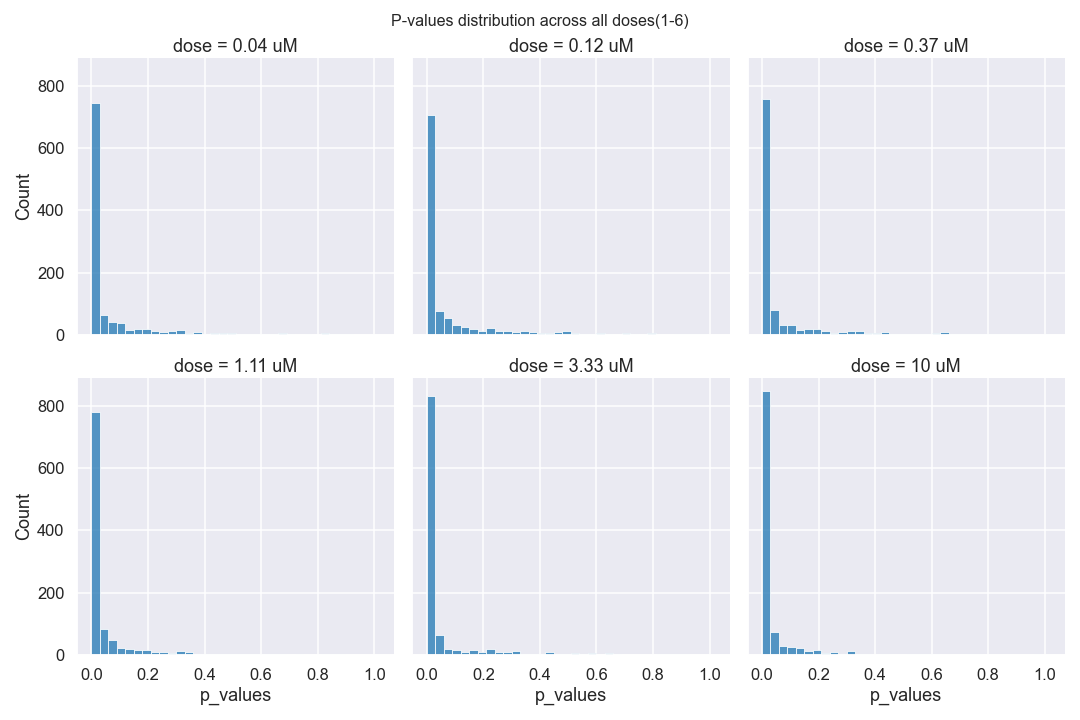 P-values distribution across all doses(1-6)
dose = 0.04 uM
dose = 0.12 uM
dose = 0.37 uM
800
600
400
200
0
Count
dose = 1.11 uM
dose = 3.33 uM
dose = 10 uM
800
600
400
200
0
Count
0.0 0.2 0.4 0.6 0.8 1.0
0.0 0.2 0.4 0.6 0.8 1.0
0.0 0.2 0.4 0.6 0.8 1.0
p_values
p_values
p_values